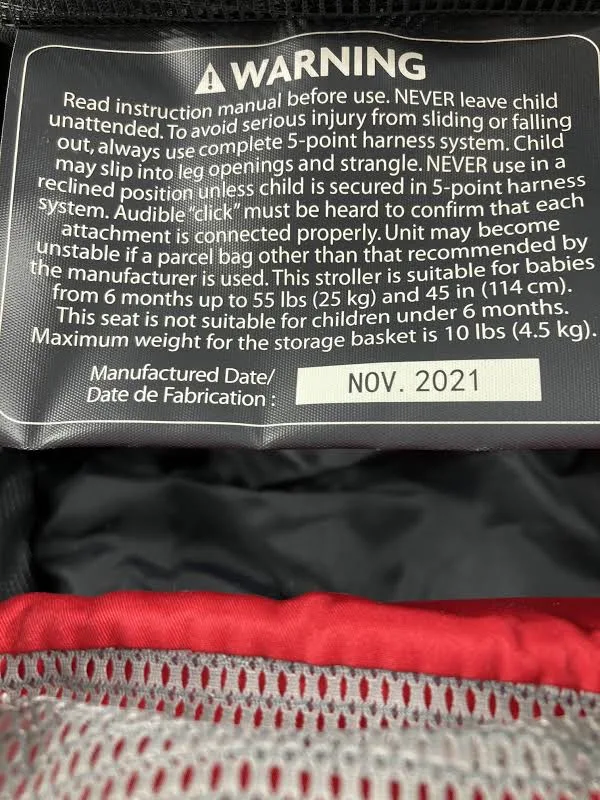 WARNING
Read instruction manual before use. NEVER leave child
unattended. To avoid serious injury from sliding or falling
out, always use complete 5-point harness system. Child
may slip into leg openings and strangle. NEVER use in a
reclined position unless child is secured in 5-point harness
system. Audible "click" must be heard to confirm that each
attachment is connected properly. Unit may become
unstable if a parcel bag other than that recommended by
the manufacturer is used. This stroller is suitable for babies
from 6 months up to 55 lbs (25 kg) and 45 in (114 cm).
This seat is not suitable for children under 6 months.
Maximum weight for the storage basket is 10 lbs (4.5 kg).
Manufactured Date/
Date de Fabrication :
NOV. 2021